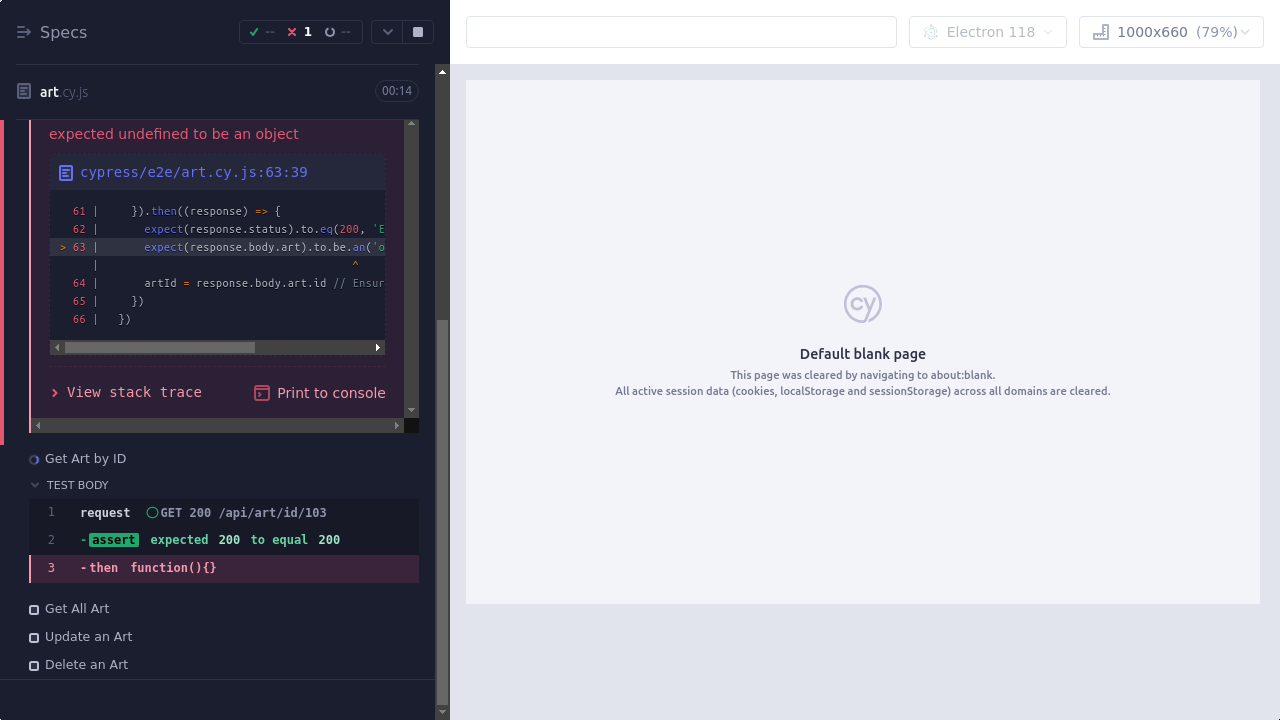 Specs
-- 1 --
art.cy.js
00:14
expected undefined to be an object
cypress/e2e/art.cy.js:63:39
61 | }).then((response) => {
62 | expect(response.status).to.eq(200, 'E
> 63 | expect(response.body.art).to.be.an('o
| ^
64 | artId = response.body.art.id // Ensur
65 | })
66 | })
View stack trace
Print to console
Get Art by ID
TEST BODY
1 request GET 200 /api/art/id/103
2 -assert expected 200 to equal 200
3 -then function(){}
Get All Art
Update an Art
Delete an Art
Electron 118
1000x660 (79%)
cy
Default blank page
This page was cleared by navigating to about:blank.
All active session data (cookies, localStorage and sessionStorage) across all domains are cleared.